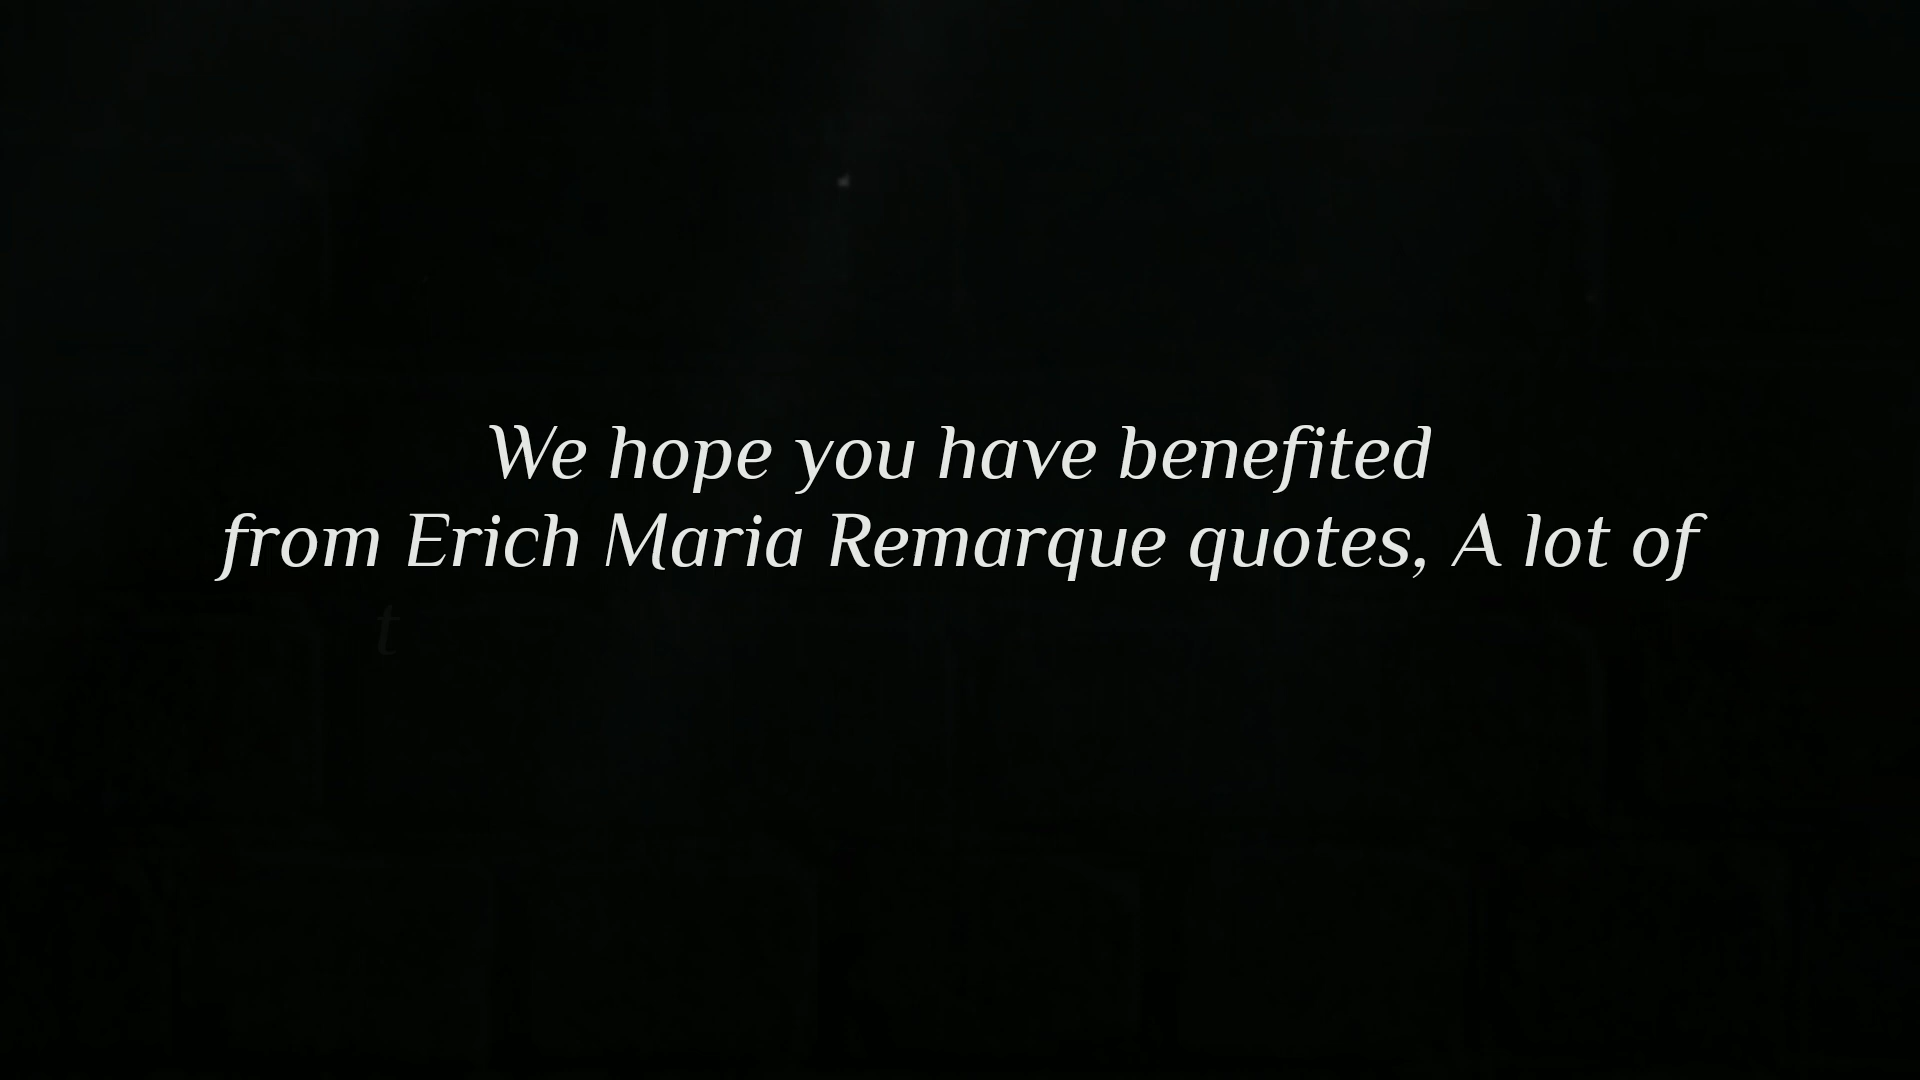 We hope you have benefited
from Erich Maria Remarque quotes, A lot of
t